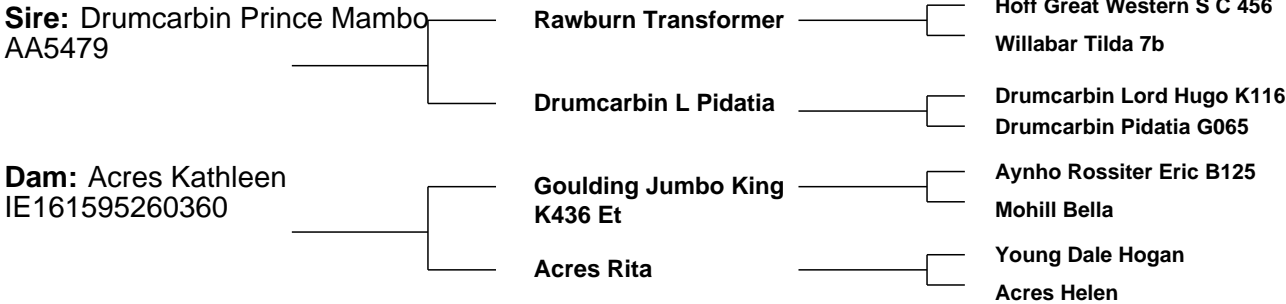 Sire: Drumcarbin Prince Mambo
AA5479
Rawburn Transformer
Hoff Great Western S C 456
Willabar Tilda 7b
Drumcarbin L Pidatia
Drumcarbin Lord Hugo K116
Drumcarbin Pidatia G065
Dam: Acres Kathleen
IE161595260360
Goulding Jumbo King
K436 Et
Aynho Rossiter Eric B125
Mohill Bella
Acres Rita
Young Dale Hogan
Acres Helen